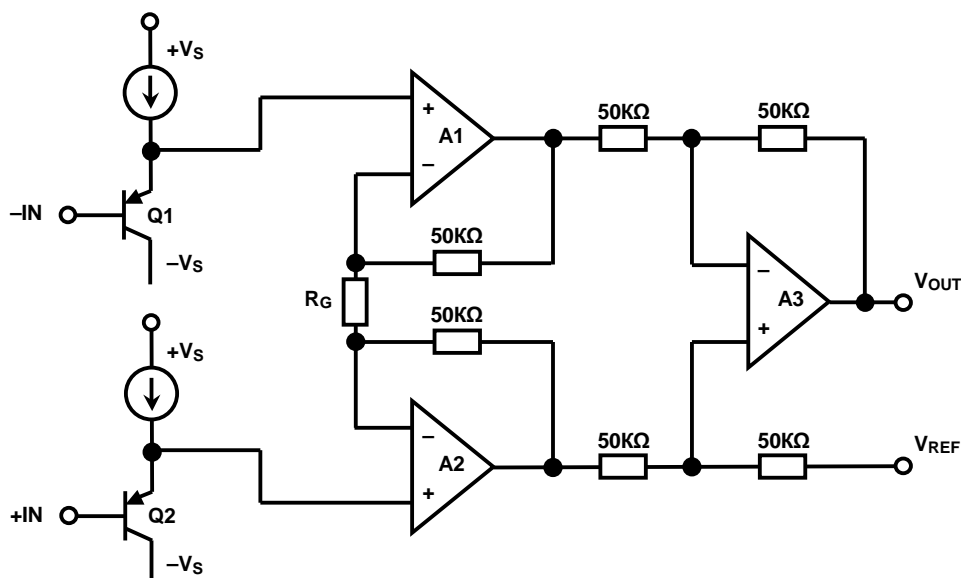 +VS
–IN
Q1
–VS
+VS
+IN
Q2
–VS
+
A1
–
50KΩ
RG
50KΩ
–
A2
+
50KΩ
50KΩ
–
A3
+
VOUT
50KΩ
50KΩ
VREF